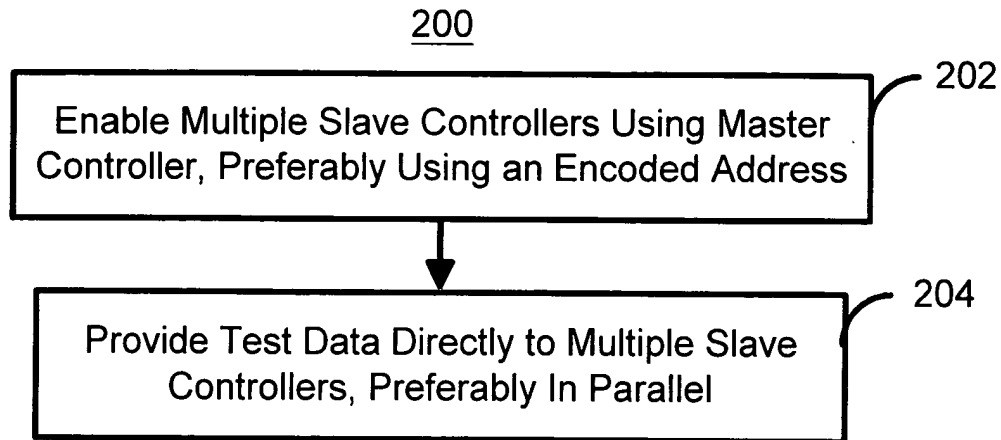 200
202
Enable Multiple Slave Controllers Using Master
Controller, Preferably Using an Encoded Address
204
Provide Test Data Directly to Multiple Slave
Controllers, Preferably In Parallel